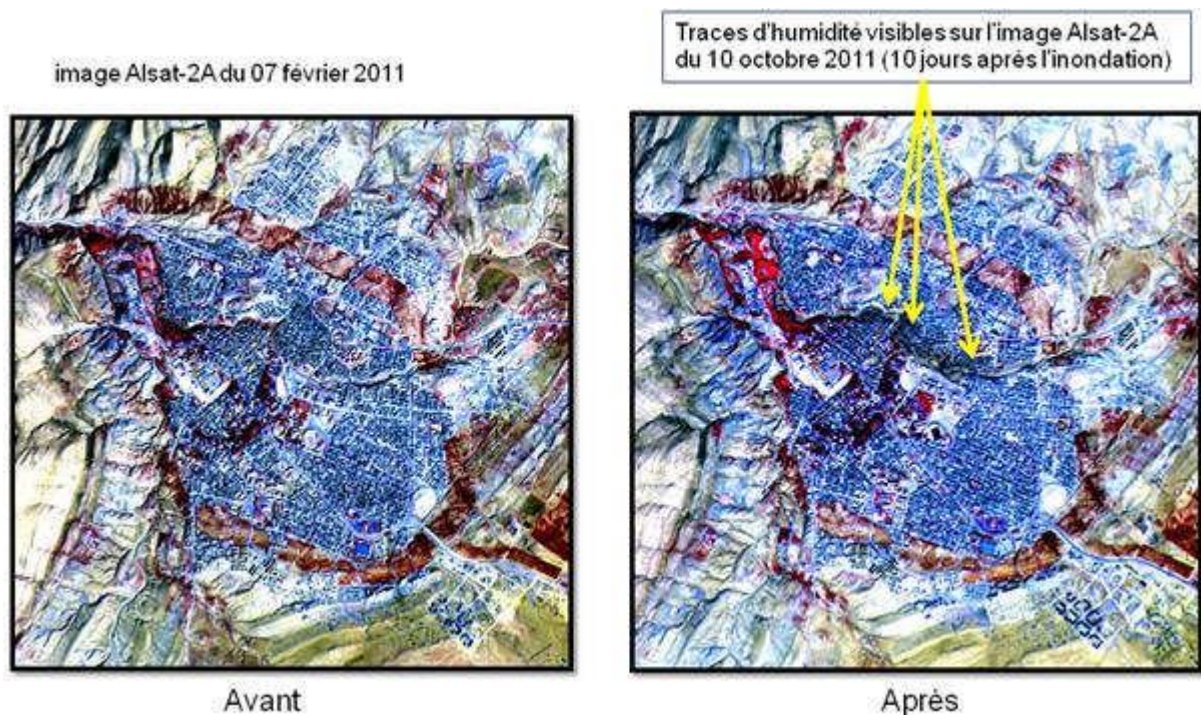 image Alsat-2A du 07 février 2011
Traces d'humidité visibles sur l'image Alsat-2A
du 10 octobre 2011 (10 jours après l'inondation)
Avant
Après